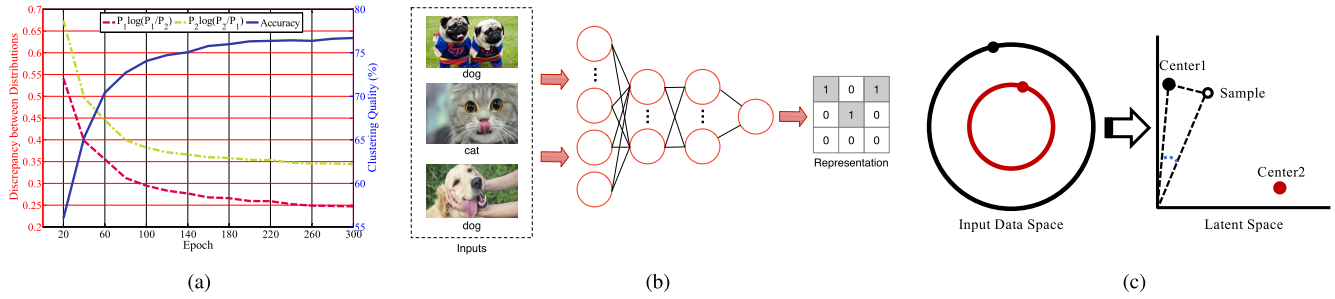 P₁log(P₁/P₂) P₂log(P₂/P₁) Accuracy
Discrepancy between Distributions
0.7
0.65
0.6
0.55
0.5
0.45
0.4
0.35
0.3
0.25
0.2
20 60 100 140 180 220 260 300
Epoch
80
75
70
65
60
55
Clustering Quality (%)
(a)
dog
cat
dog
Inputs
1 0 1
0 1 0
0 0 0
Representation
(b)
Input Data Space
Center1
Sample
Center2
Latent Space
(c)